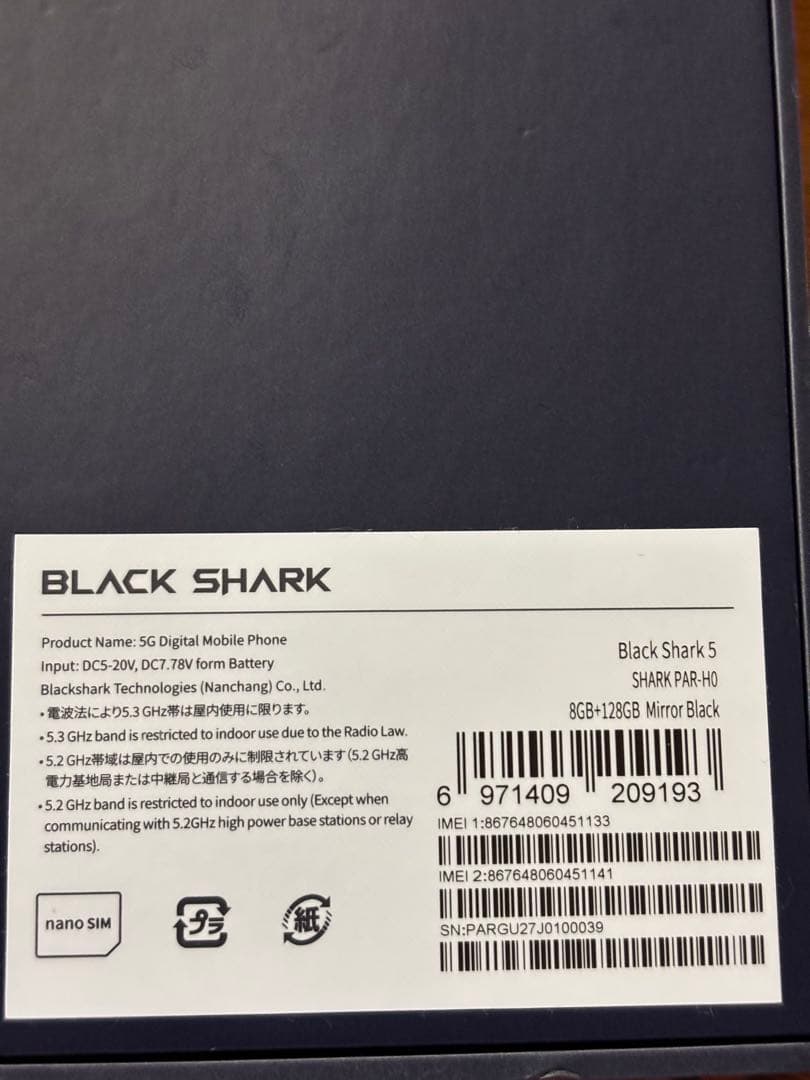 BLACK SHARK
Product Name: 5G Digital Mobile Phone
Input: DC5-20V, DC7.78V form Battery
Blackshark Technologies (Nanchang) Co., Ltd.
• 電波法により5.3 GHz帯は屋内使用に限ります。
• 5.3 GHz band is restricted to indoor use due to the Radio Law.
• 5.2 GHz帯域は屋内での使用のみに制限されています（5.2 GHz高
電力基地局または中継局と通信する場合を除く）。
• 5.2 GHz band is restricted to indoor use only (Except when
communicating with 5.2GHz high power base stations or relay
stations).
nano SIM
プラ
紙
Black Shark 5
SHARK PAR-H0
8GB+128GB Mirror Black
6 971409 209193
IMEI 1:867648060451133
IMEI 2:867648060451141
SN:PARGU27J0100039